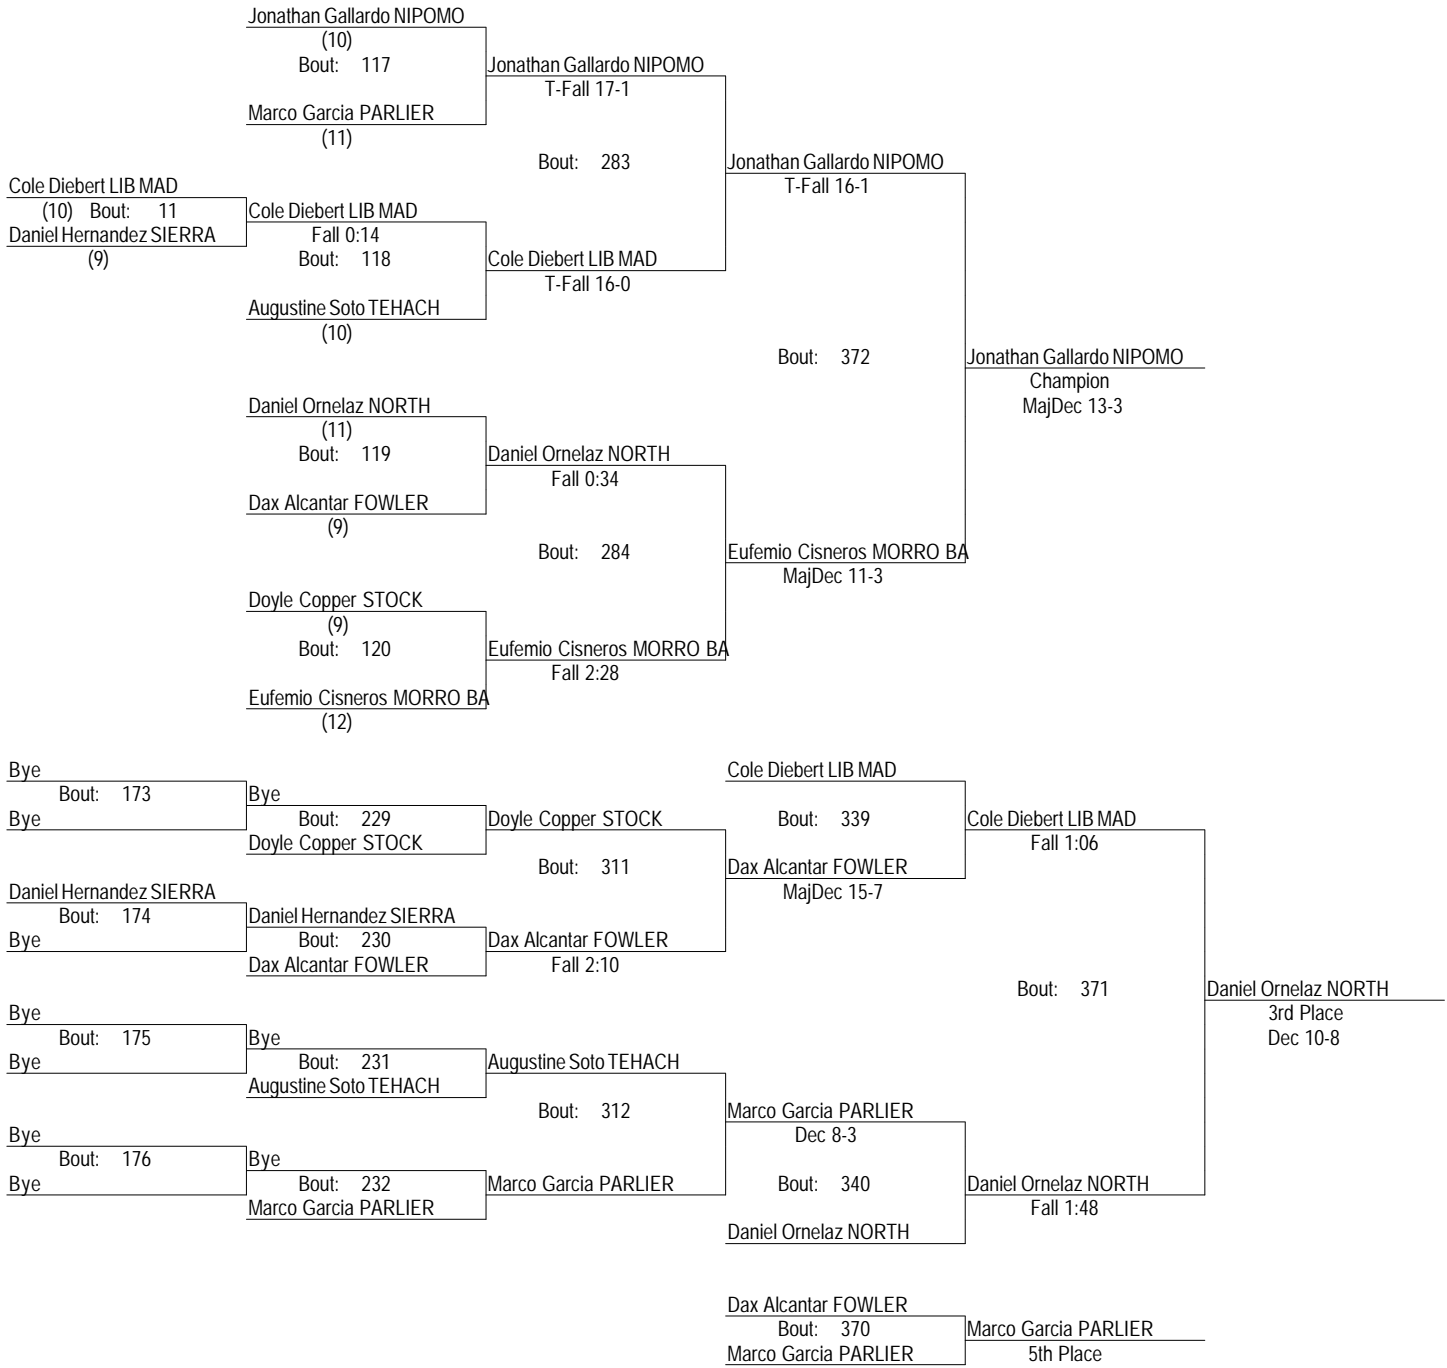 Jonathan Gallardo NIPOMO
(10)
Bout: 117 Jonathan Gallardo NIPOMO
T-Fall 17-1
Marco Garcia PARLIER
(11)
Bout: 283 Jonathan Gallardo NIPOMO
Cole Diebert LIB MAD T-Fall 16-1
(10) Bout: 11 Cole Diebert LIB MAD
Daniel Hernandez SIERRA Fall 0:14
(9) Bout: 118 Cole Diebert LIB MAD
T-Fall 16-0
Augustine Soto TEHACH
(10)
Bout: 372 Jonathan Gallardo NIPOMO
Champion
Daniel Ornelaz NORTH MajDec 13-3
(11)
Bout: 119 Daniel Ornelaz NORTH
Fall 0:34
Dax Alcantar FOWLER
(9)
Bout: 284 Eufemio Cisneros MORRO BA
MajDec 11-3
Doyle Copper STOCK
(9)
Bout: 120 Eufemio Cisneros MORRO BA
Fall 2:28
Eufemio Cisneros MORRO BA
(12)
Bye Cole Diebert LIB MAD
Bout: 173 Bye
Bye Bout: 229 Doyle Copper STOCK Bout: 339 Cole Diebert LIB MAD
Doyle Copper STOCK Fall 1:06
Bout: 311 Dax Alcantar FOWLER
Daniel Hernandez SIERRA MajDec 15-7
Bout: 174 Daniel Hernandez SIERRA
Bye Bout: 230 Dax Alcantar FOWLER
Dax Alcantar FOWLER Fall 2:10
Bout: 371 Daniel Ornelaz NORTH
Bye 3rd Place
Bout: 175 Bye Dec 10-8
Bye Bout: 231 Augustine Soto TEHACH
Augustine Soto TEHACH
Bout: 312 Marco Garcia PARLIER
Bye Dec 8-3
Bout: 176 Bye
Bye Bout: 232 Marco Garcia PARLIER Bout: 340 Daniel Ornelaz NORTH
Marco Garcia PARLIER Fall 1:48
Daniel Ornelaz NORTH
Dax Alcantar FOWLER
Bout: 370 Marco Garcia PARLIER
Marco Garcia PARLIER 5th Place